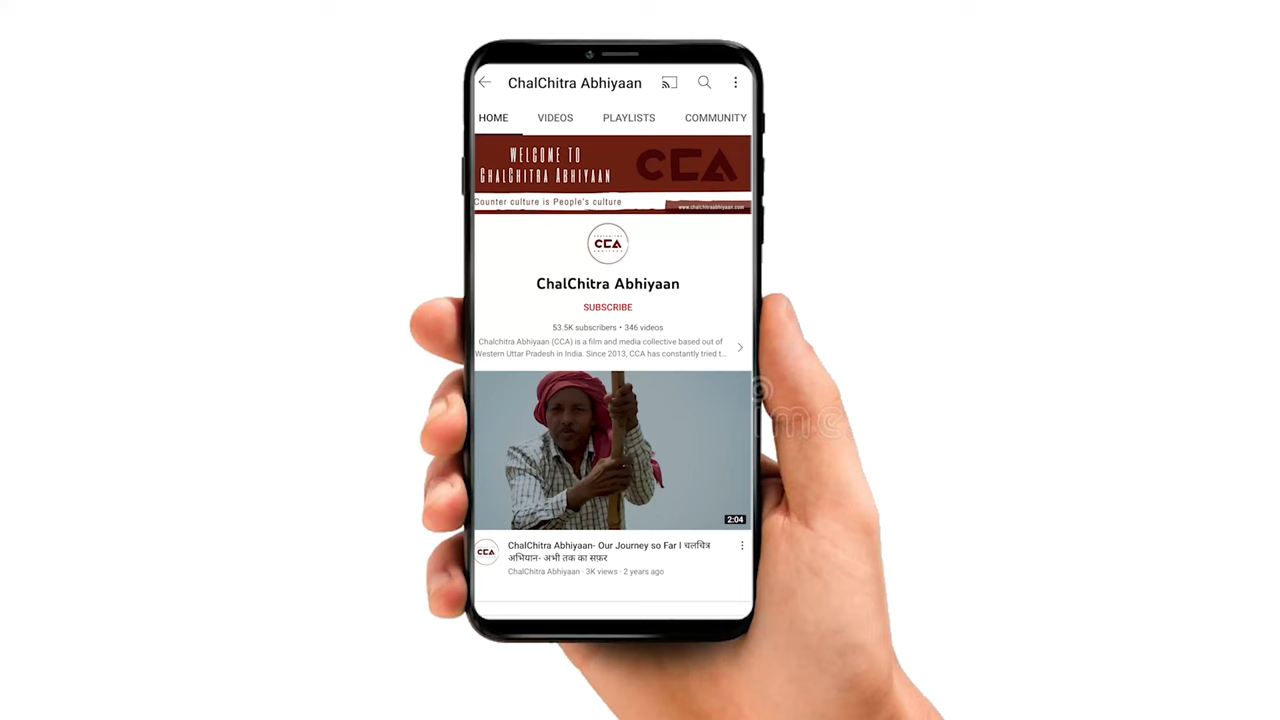 ChalChitra Abhiyaan
HOME VIDEOS PLAYLISTS COMMUNITY
WELCOME TO
CHALCHITRA ABHIYAAN
CCA
Counter culture is People's culture
www.chalchitraabhiyaan.com
CCA
ChalChitra Abhiyaan
SUBSCRIBE
53.5K subscribers • 346 videos
Chalchitra Abhiyaan (CCA) is a film and media collective based out of
Western Uttar Pradesh in India. Since 2013, CCA has constantly tried t...
2:04
CCA
ChalChitra Abhiyaan- Our Journey so Far I चलचित्र
अभियान- अभी तक का सफ़र
ChalChitra Abhiyaan · 3K views · 2 years ago